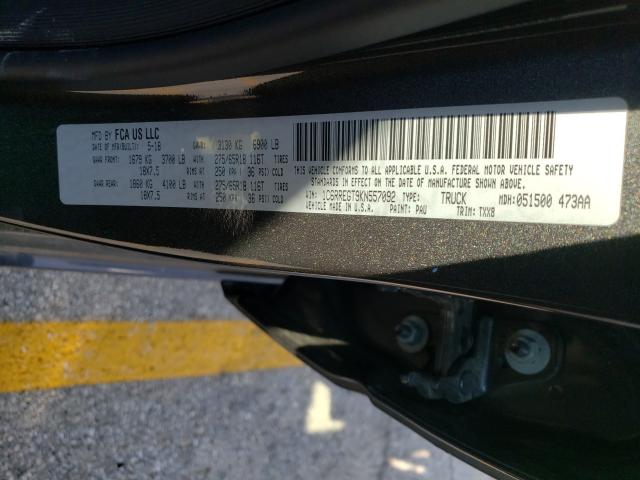 MFD BY FCA US LLC
DATE OF MFR(BUILT): 5-18 GVWR: 3130 KG 6900 LB
GAWR FRONT: 1679 KG 3700 LB WITH 275/65R18 116T TIRES
18X7.5 RIMS AT 250 KPA/ 36 PSI/ COLD
GAWR REAR: 1860 KG 4100 LB WITH 275/65R18 116T TIRES
18X7.5 RIMS AT 250 KPA/ 36 PSI/ COLD
THIS VEHICLE CONFORMS TO ALL APPLICABLE U.S.A. FEDERAL MOTOR VEHICLE SAFETY
STANDARDS IN EFFECT ON THE DATE OF MANUFACTURE SHOWN ABOVE.
VIN: 1C6RREGT9KN557092 TYPE: TRUCK MDH: 051500 473AA
VEHICLE MADE IN U.S.A. PAINT: PAU TRIM: TXX8